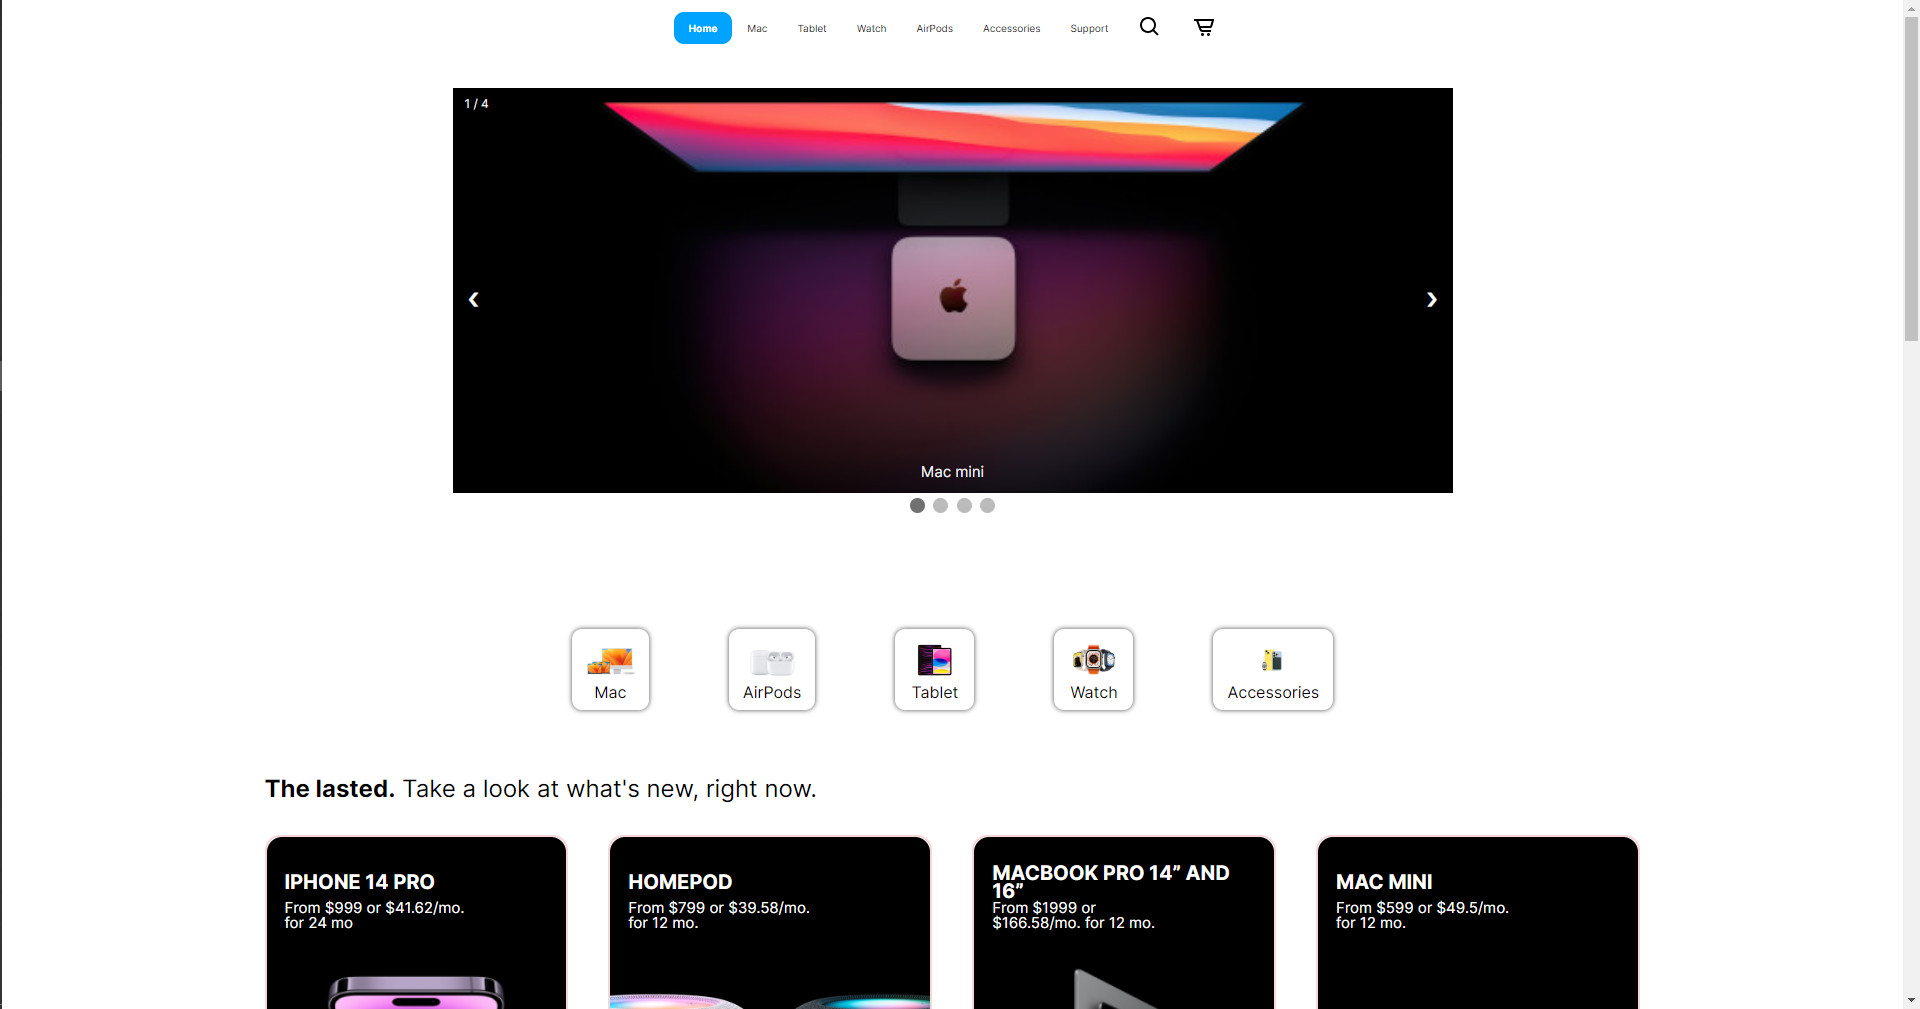 Home Mac Tablet Watch AirPods Accessories Support
1 / 4
❮ ❯
Mac mini
Mac AirPods Tablet Watch Accessories
The lasted. Take a look at what's new, right now.
IPHONE 14 PRO
From $999 or $41.62/mo.
for 24 mo
HOMEPOD
From $799 or $39.58/mo.
for 12 mo.
MACBOOK PRO 14” AND
16”
From $1999 or
$166.58/mo. for 12 mo.
MAC MINI
From $599 or $49.5/mo.
for 12 mo.